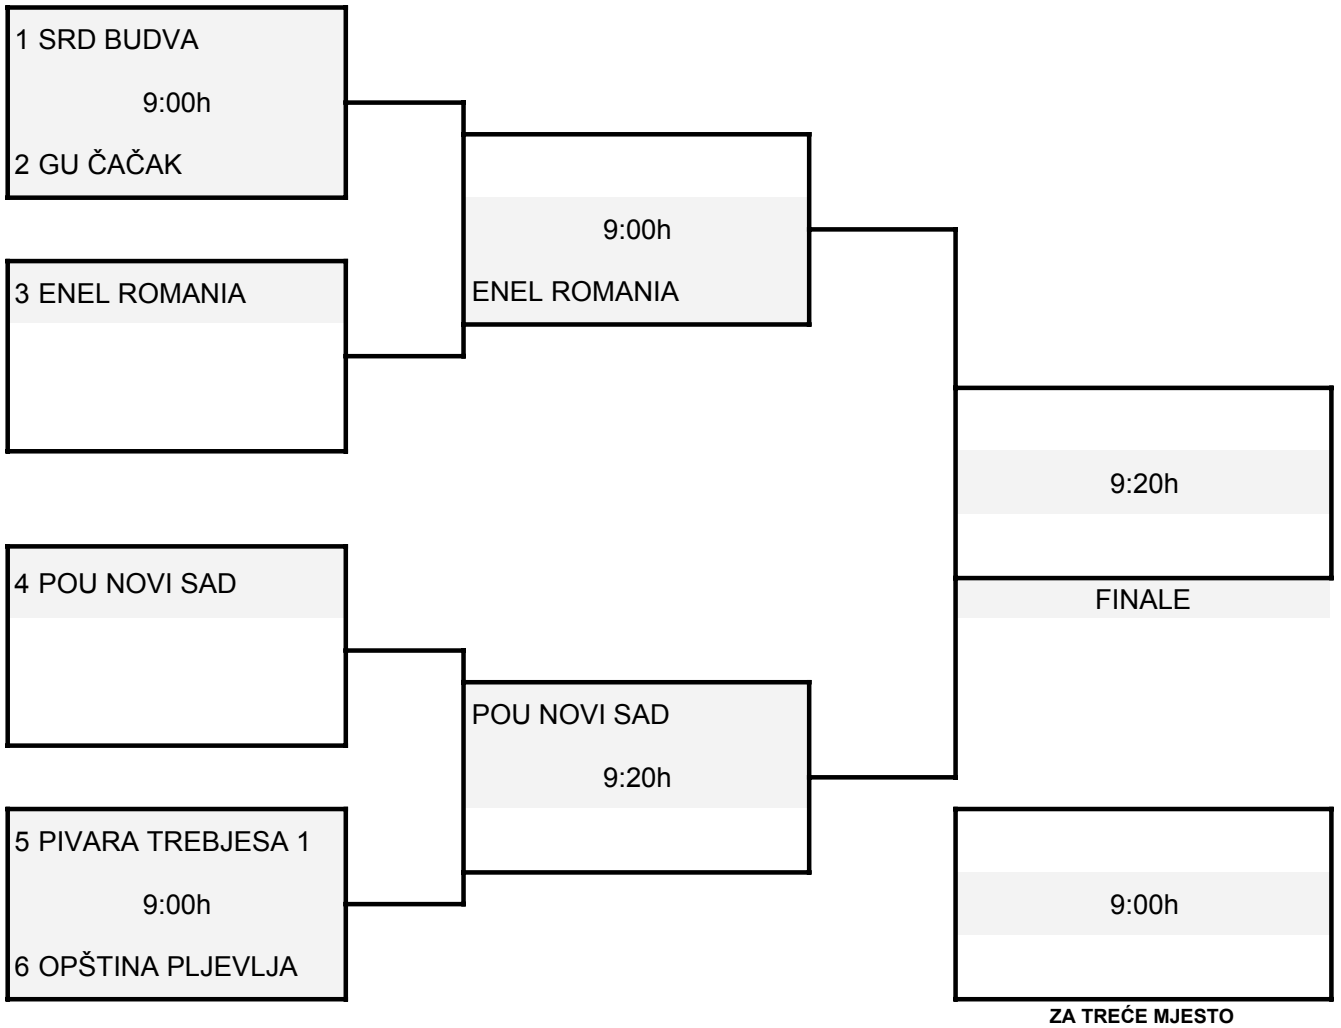 1 SRD BUDVA
9:00h
2 GU ČAČAK
3 ENEL ROMANIA
4 POU NOVI SAD
5 PIVARA TREBJESA 1
9:00h
6 OPŠTINA PLJEVLJA
9:00h
ENEL ROMANIA
POU NOVI SAD
9:20h
9:20h
FINALE
9:00h
ZA TREĆE MJESTO